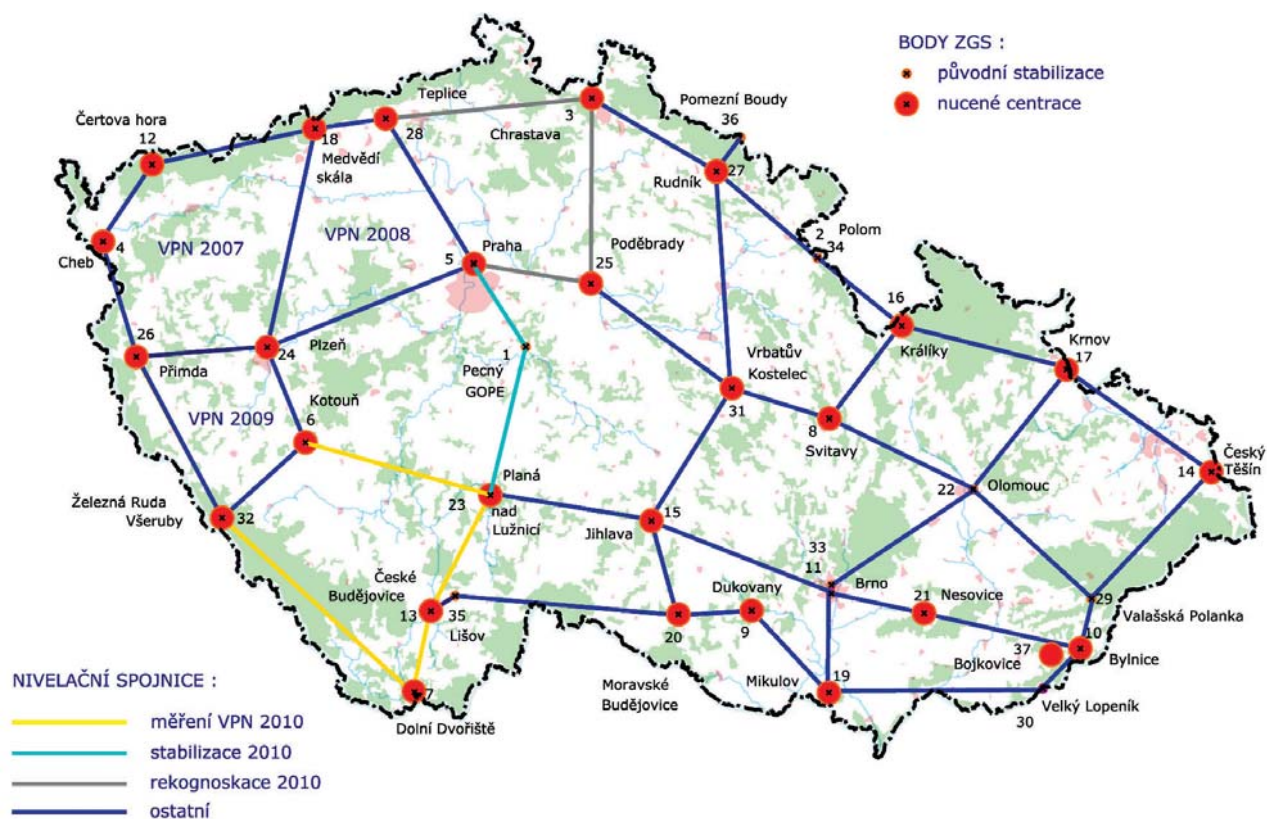 BODY ZGS :
původní stabilizace
nucené centrace
Teplice
Pomezní Boudy
36
Čertova hora
12
18
28
Chrastava
3
Medvědí
skála
Rudník
27
VPN 2007
VPN 2008
4
Cheb
Praha
5
Poděbrady
25
2
34
Polom
16
Králíky
Krnov
17
26
Přimda
24
Plzeň
1
Pecný
GOPE
Vrbatův
Kostelec
31
Kotouň
6
VPN 2009
8
Svitavy
Český
Těšín
14
22
Olomouc
Planá
nad
Lužnicí
23
Železná Ruda
Všeruby
32
15
Jihlava
33
11
Brno
České
Budějovice
13
35
Lišov
Dukovany
9
20
21
Nesovice
29
Valašská Polanka
10
Bylnice
37
Bojkovice
Moravské
Budějovice
Mikulov
19
Velký Lopeník
30
7
Dolní Dvořiště
NIVELAČNÍ SPOJNICE :
měření VPN 2010
stabilizace 2010
rekognoskace 2010
ostatní